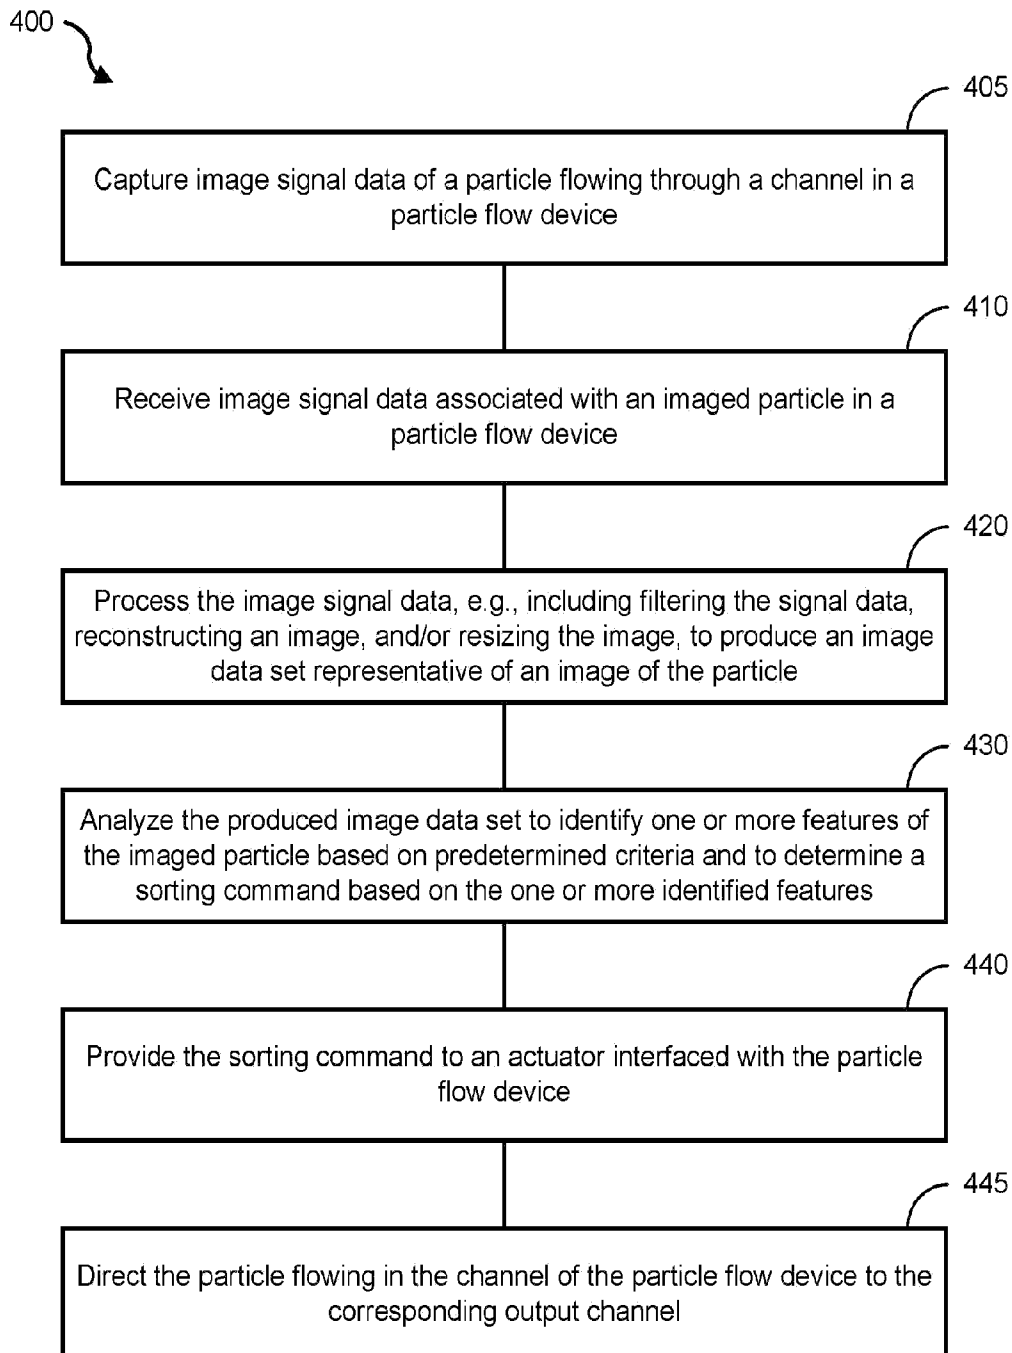 400
405
Capture image signal data of a particle flowing through a channel in a
particle flow device
410
Receive image signal data associated with an imaged particle in a
particle flow device
420
Process the image signal data, e.g., including filtering the signal data,
reconstructing an image, and/or resizing the image, to produce an image
data set representative of an image of the particle
430
Analyze the produced image data set to identify one or more features of
the imaged particle based on predetermined criteria and to determine a
sorting command based on the one or more identified features
440
Provide the sorting command to an actuator interfaced with the particle
flow device
445
Direct the particle flowing in the channel of the particle flow device to the
corresponding output channel